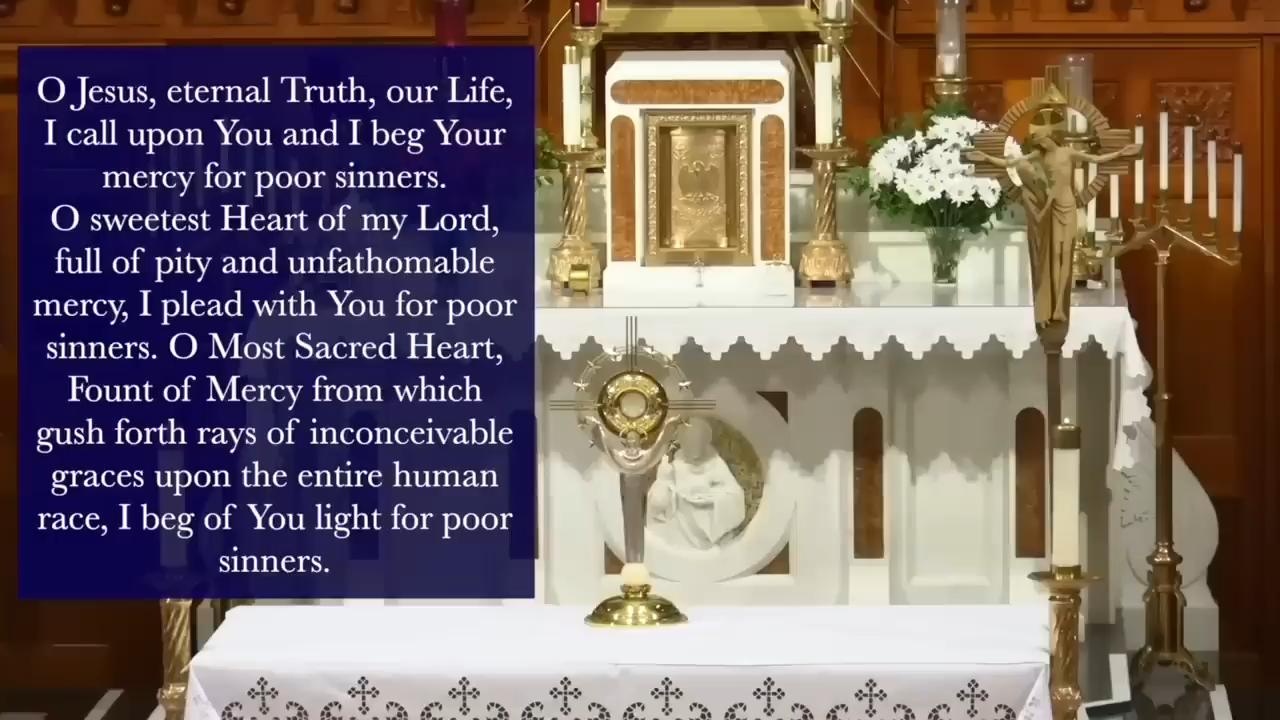 O Jesus, eternal Truth, our Life,
I call upon You and I beg Your
mercy for poor sinners.
O sweetest Heart of my Lord,
full of pity and unfathomable
mercy, I plead with You for poor
sinners. O Most Sacred Heart,
Fount of Mercy from which
gush forth rays of inconceivable
graces upon the entire human
race, I beg of You light for poor
sinners.